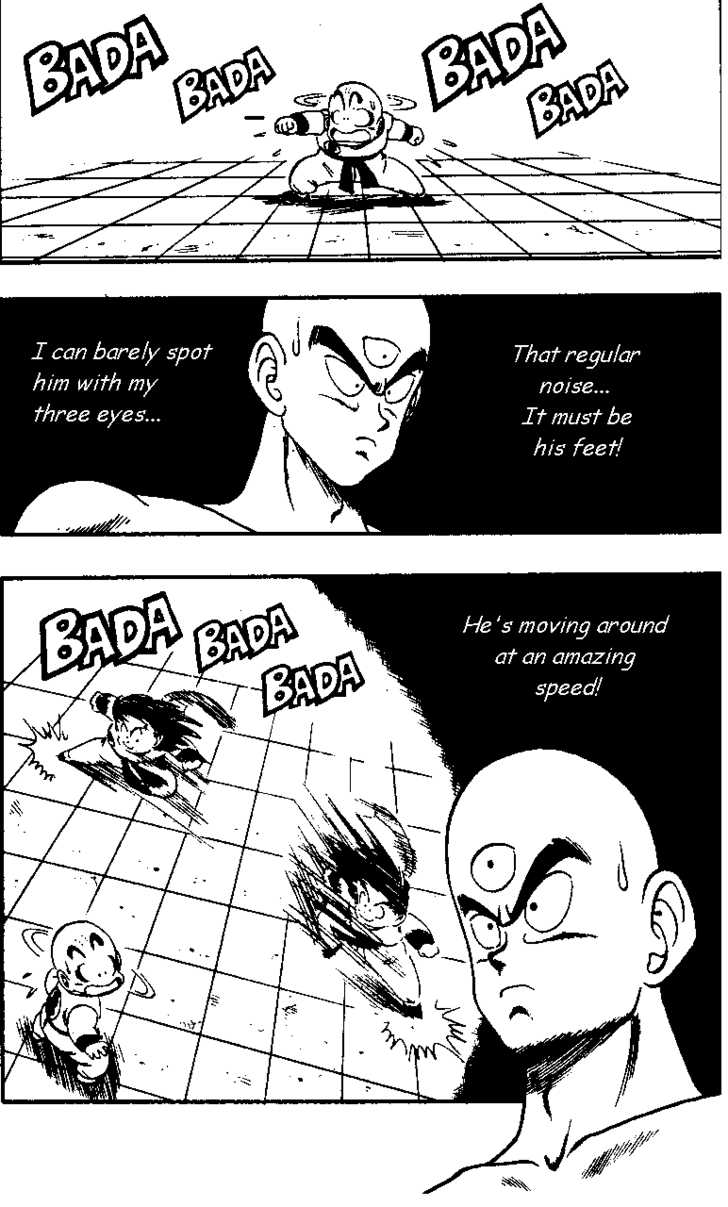 BADA
BADA
BADA
BADA
I can barely spot
him with my
three eyes...
That regular
noise...
It must be
his feet!
BADA
BADA
BADA
He's moving around
at an amazing
speed!